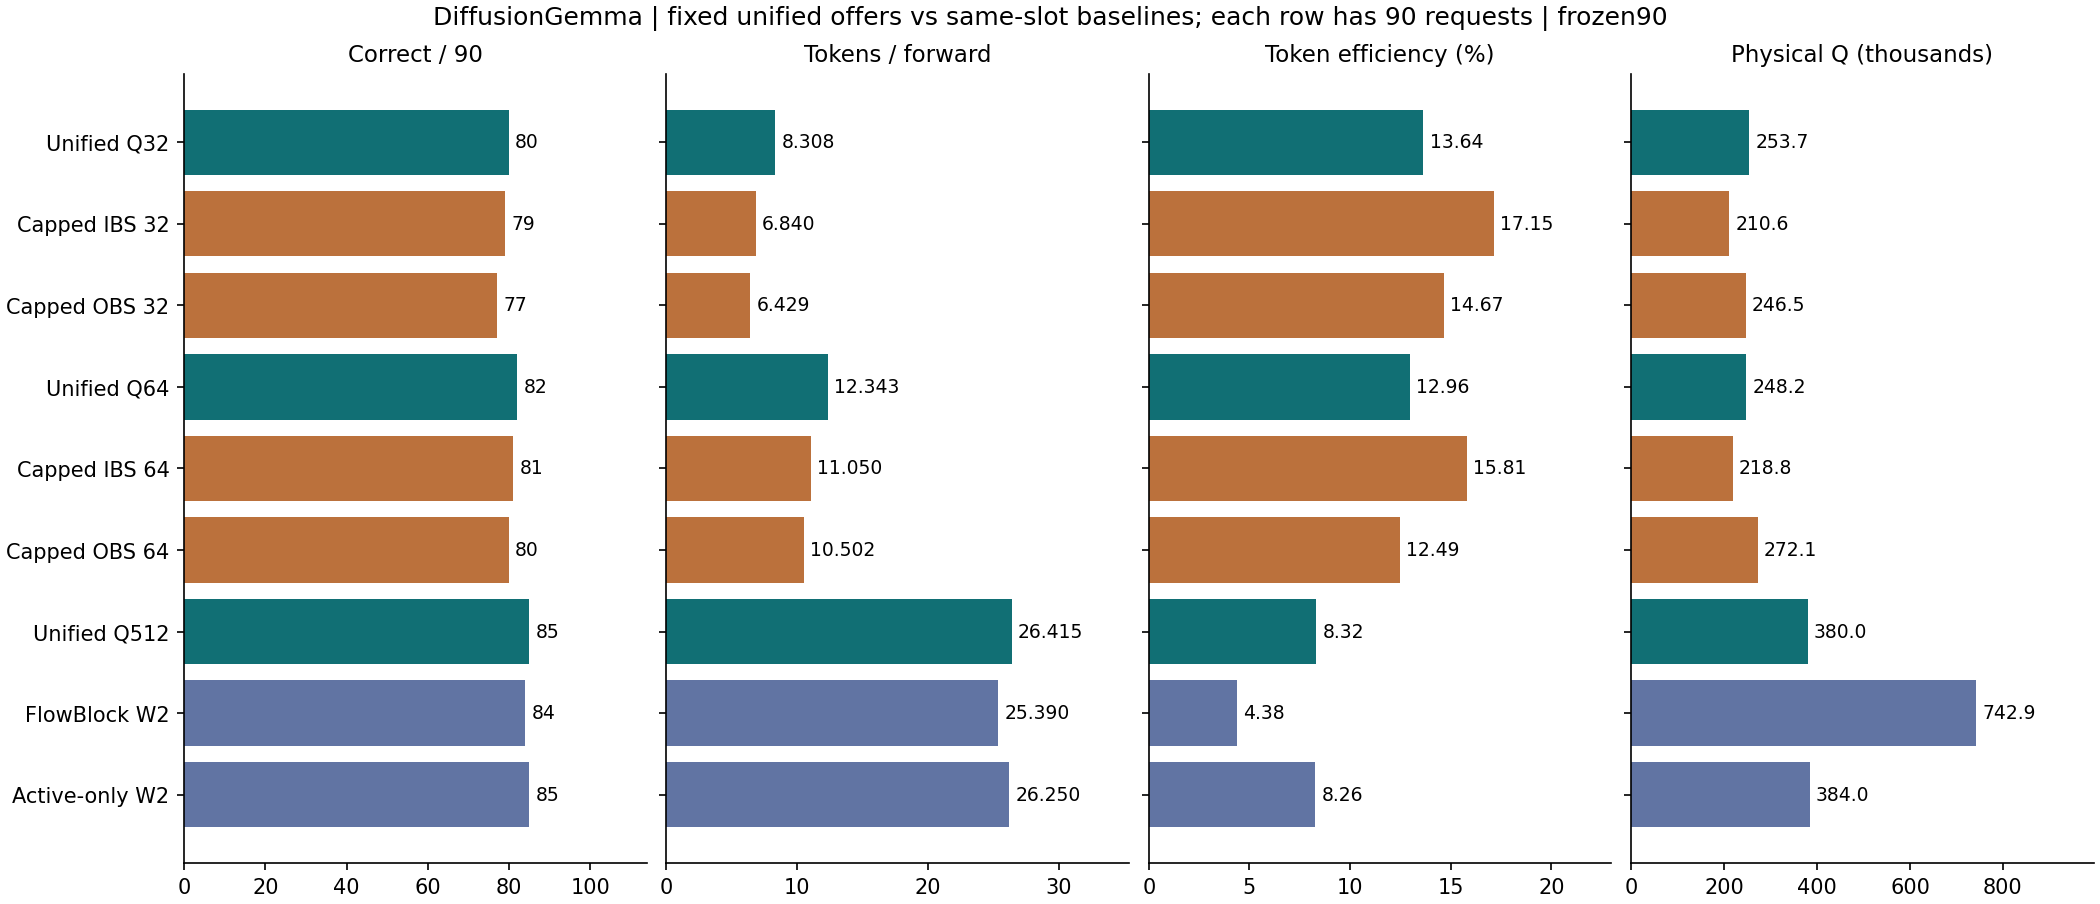 DiffusionGemma | fixed unified offers vs same-slot baselines; each row has 90 requests | frozen90
Correct / 90
Tokens / forward
Token efficiency (%)
Physical Q (thousands)
Unified Q32
80
8.308
13.64
253.7
Capped IBS 32
79
6.840
17.15
210.6
Capped OBS 32
77
6.429
14.67
246.5
Unified Q64
82
12.343
12.96
248.2
Capped IBS 64
81
11.050
15.81
218.8
Capped OBS 64
80
10.502
12.49
272.1
Unified Q512
85
26.415
8.32
380.0
FlowBlock W2
84
25.390
4.38
742.9
Active-only W2
85
26.250
8.26
384.0
0 20 40 60 80 100
0 10 20 30
0 5 10 15 20
0 200 400 600 800